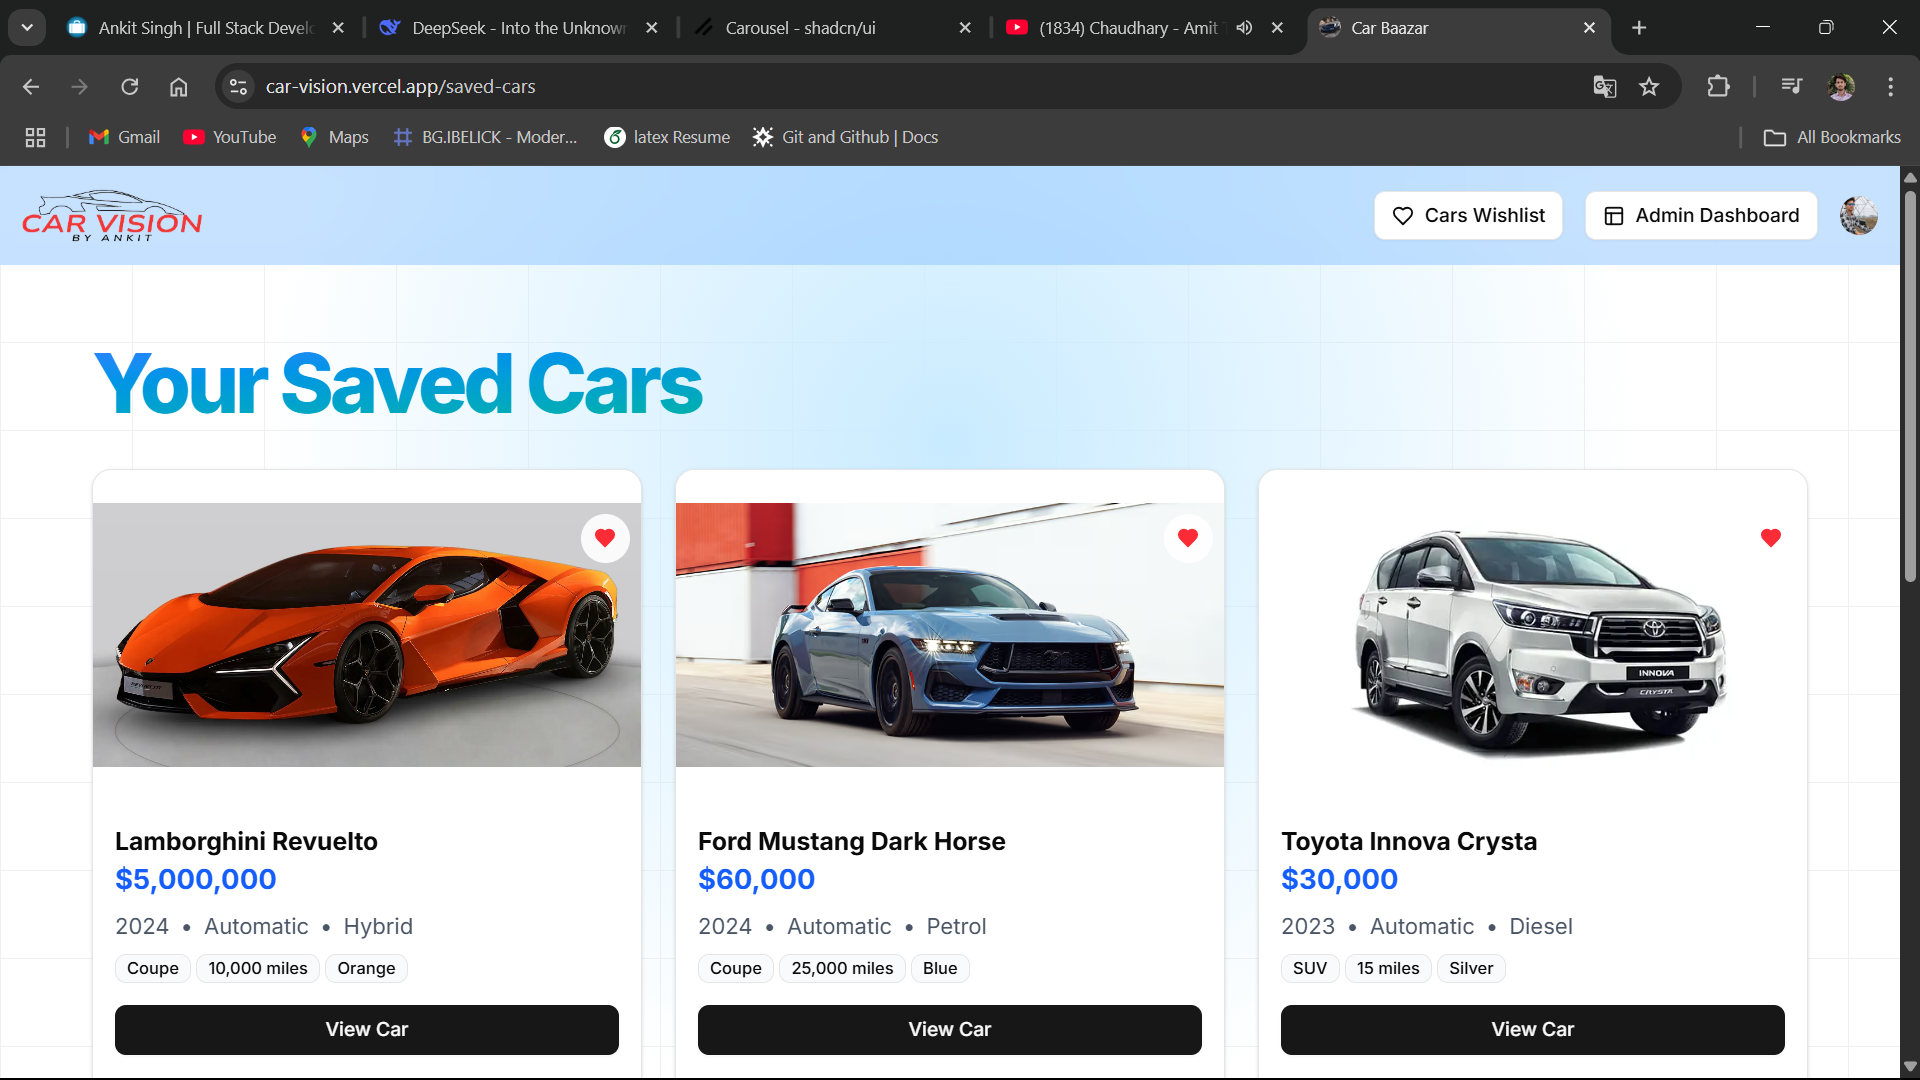 Ankit Singh | Full Stack Develo
DeepSeek - Into the Unknown
Carousel - shadcn/ui
(1834) Chaudhary - Amit T
Car Baazar
car-vision.vercel.app/saved-cars
Gmail
YouTube
Maps
BG.IBELICK - Moder...
latex Resume
Git and Github | Docs
All Bookmarks
CAR VISION
BY ANKIT
Cars Wishlist
Admin Dashboard
Your Saved Cars
INNOVA
CRYSTA
Lamborghini Revuelto
$5,000,000
2024 • Automatic • Hybrid
Coupe
10,000 miles
Orange
View Car
Ford Mustang Dark Horse
$60,000
2024 • Automatic • Petrol
Coupe
25,000 miles
Blue
View Car
Toyota Innova Crysta
$30,000
2023 • Automatic • Diesel
SUV
15 miles
Silver
View Car